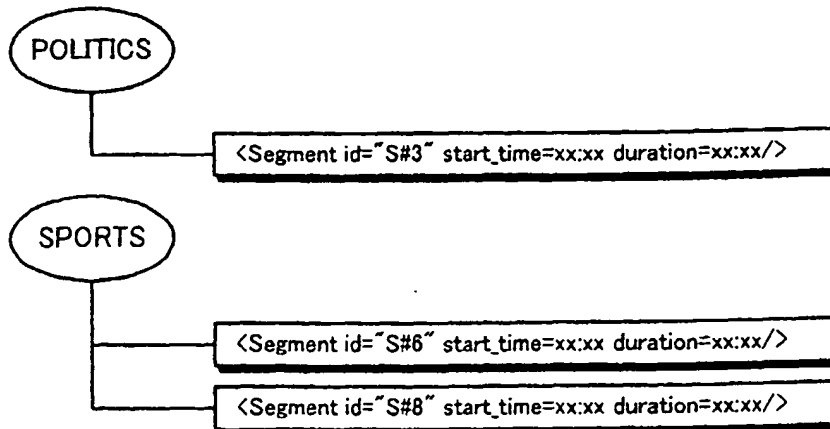 POLITICS
<Segment id="S#3" start_time=xx:xx duration=xx:xx/>
SPORTS
<Segment id="S#6" start_time=xx:xx duration=xx:xx/>
<Segment id="S#8" start_time=xx:xx duration=xx:xx/>